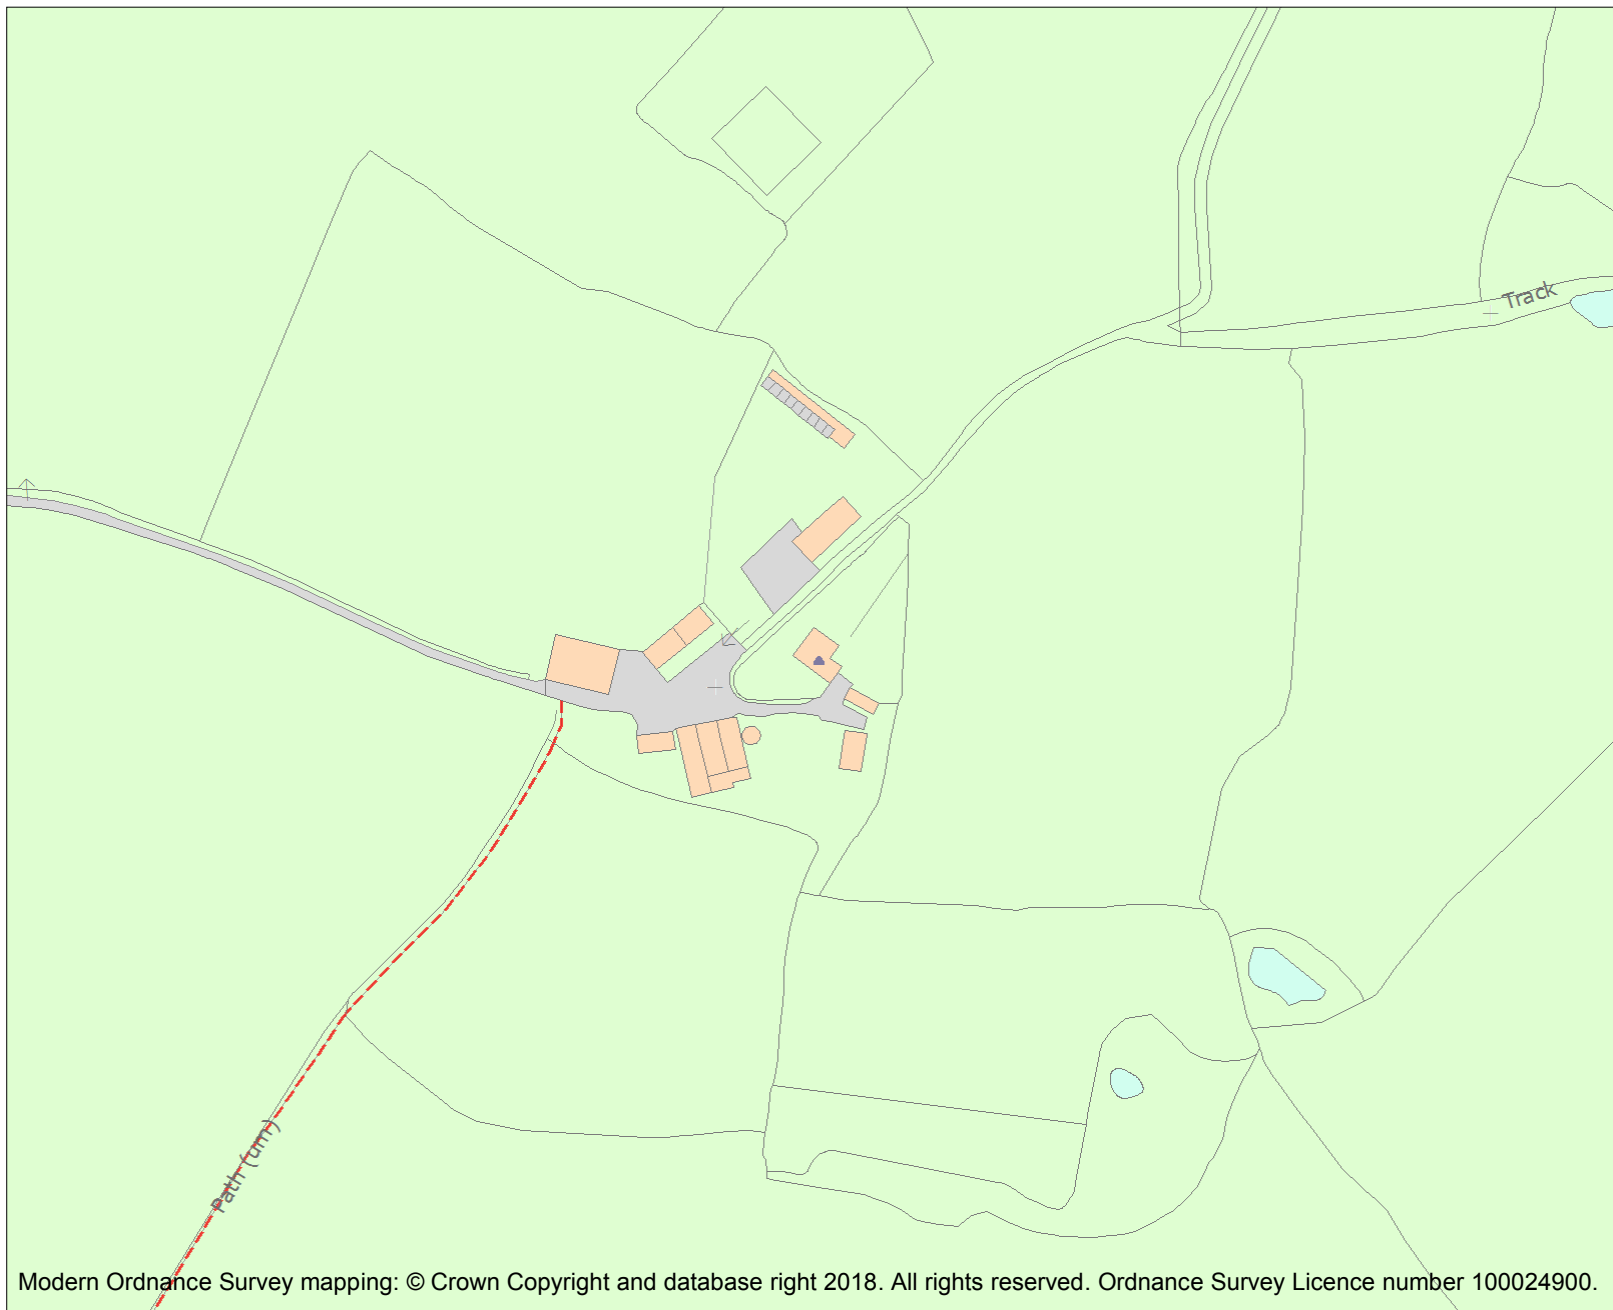 Track
Path (um)
Modern Ordnance Survey mapping: © Crown Copyright and database right 2018. All rights reserved. Ordnance Survey Licence number 100024900.